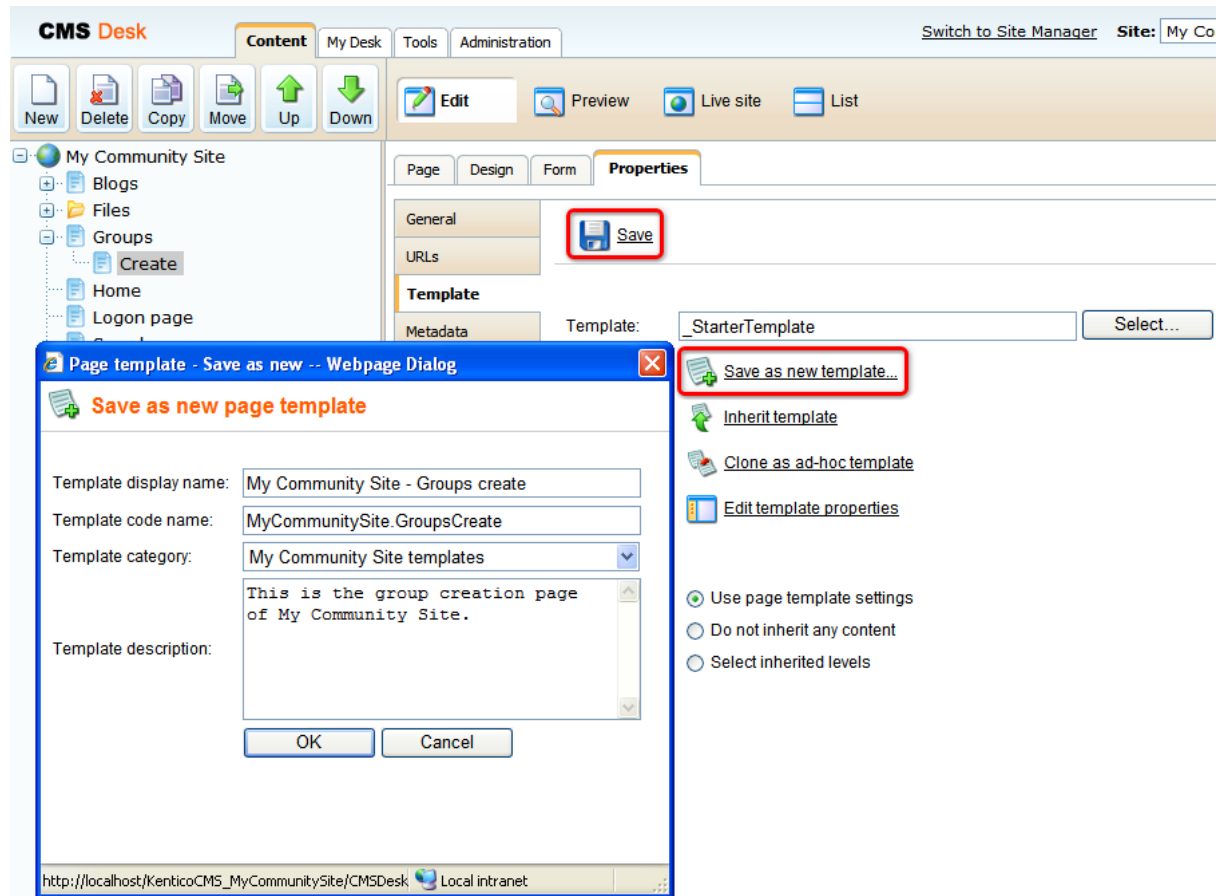 CMS Desk
Content
My Desk
Tools
Administration
Switch to Site Manager
Site: My Co
New
Delete
Copy
Move
Up
Down
Edit
Preview
Live site
List
My Community Site
Blogs
Files
Groups
Create
Home
Logon page
Page
Design
Form
Properties
General
URLs
Template
Metadata
Save
Template: _StarterTemplate
Select...
Save as new template...
Inherit template
Clone as ad-hoc template
Edit template properties
Use page template settings
Do not inherit any content
Select inherited levels
Page template - Save as new -- Webpage Dialog
Save as new page template
Template display name: My Community Site - Groups create
Template code name: MyCommunitySite.GroupsCreate
Template category: My Community Site templates
Template description:
This is the group creation page
of My Community Site.
OK
Cancel
http://localhost/KenticoCMS_MyCommunitySite/CMSDesk
Local intranet